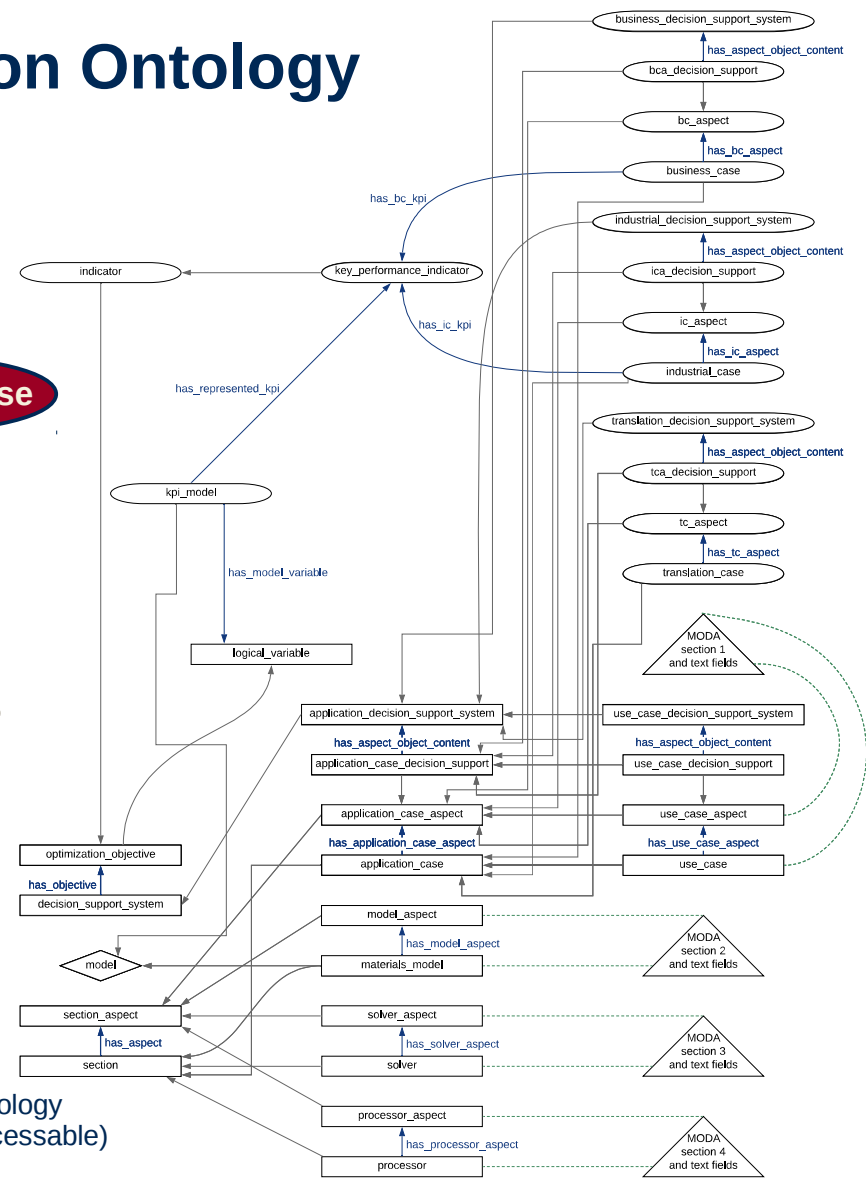 on Ontology
business_decision_support_system
has_aspect_object_content
bca_decision_support
bc_aspect
has_bc_aspect
business_case
has_bc_kpi
industrial_decision_support_system
has_aspect_object_content
indicator
key_performance_indicator
ica_decision_support
ic_aspect
has_ic_kpi
has_ic_aspect
industrial_case
has_represented_kpi
se
translation_decision_support_system
has_aspect_object_content
tca_decision_support
kpi_model
tc_aspect
has_tc_aspect
has_model_variable
translation_case
MODA
section 1
and text fields
logical_variable
application_decision_support_system
use_case_decision_support_system
has_aspect_object_content
has_aspect_object_content
application_case_decision_support
use_case_decision_support
application_case_aspect
use_case_aspect
has_application_case_aspect
has_use_case_aspect
optimization_objective
application_case
use_case
has_objective
decision_support_system
model_aspect
MODA
section 2
and text fields
has_model_aspect
model
materials_model
section_aspect
solver_aspect
MODA
section 3
and text fields
has_aspect
has_solver_aspect
section
solver
ology
cessable)
processor_aspect
MODA
section 4
and text fields
has_processor_aspect
processor